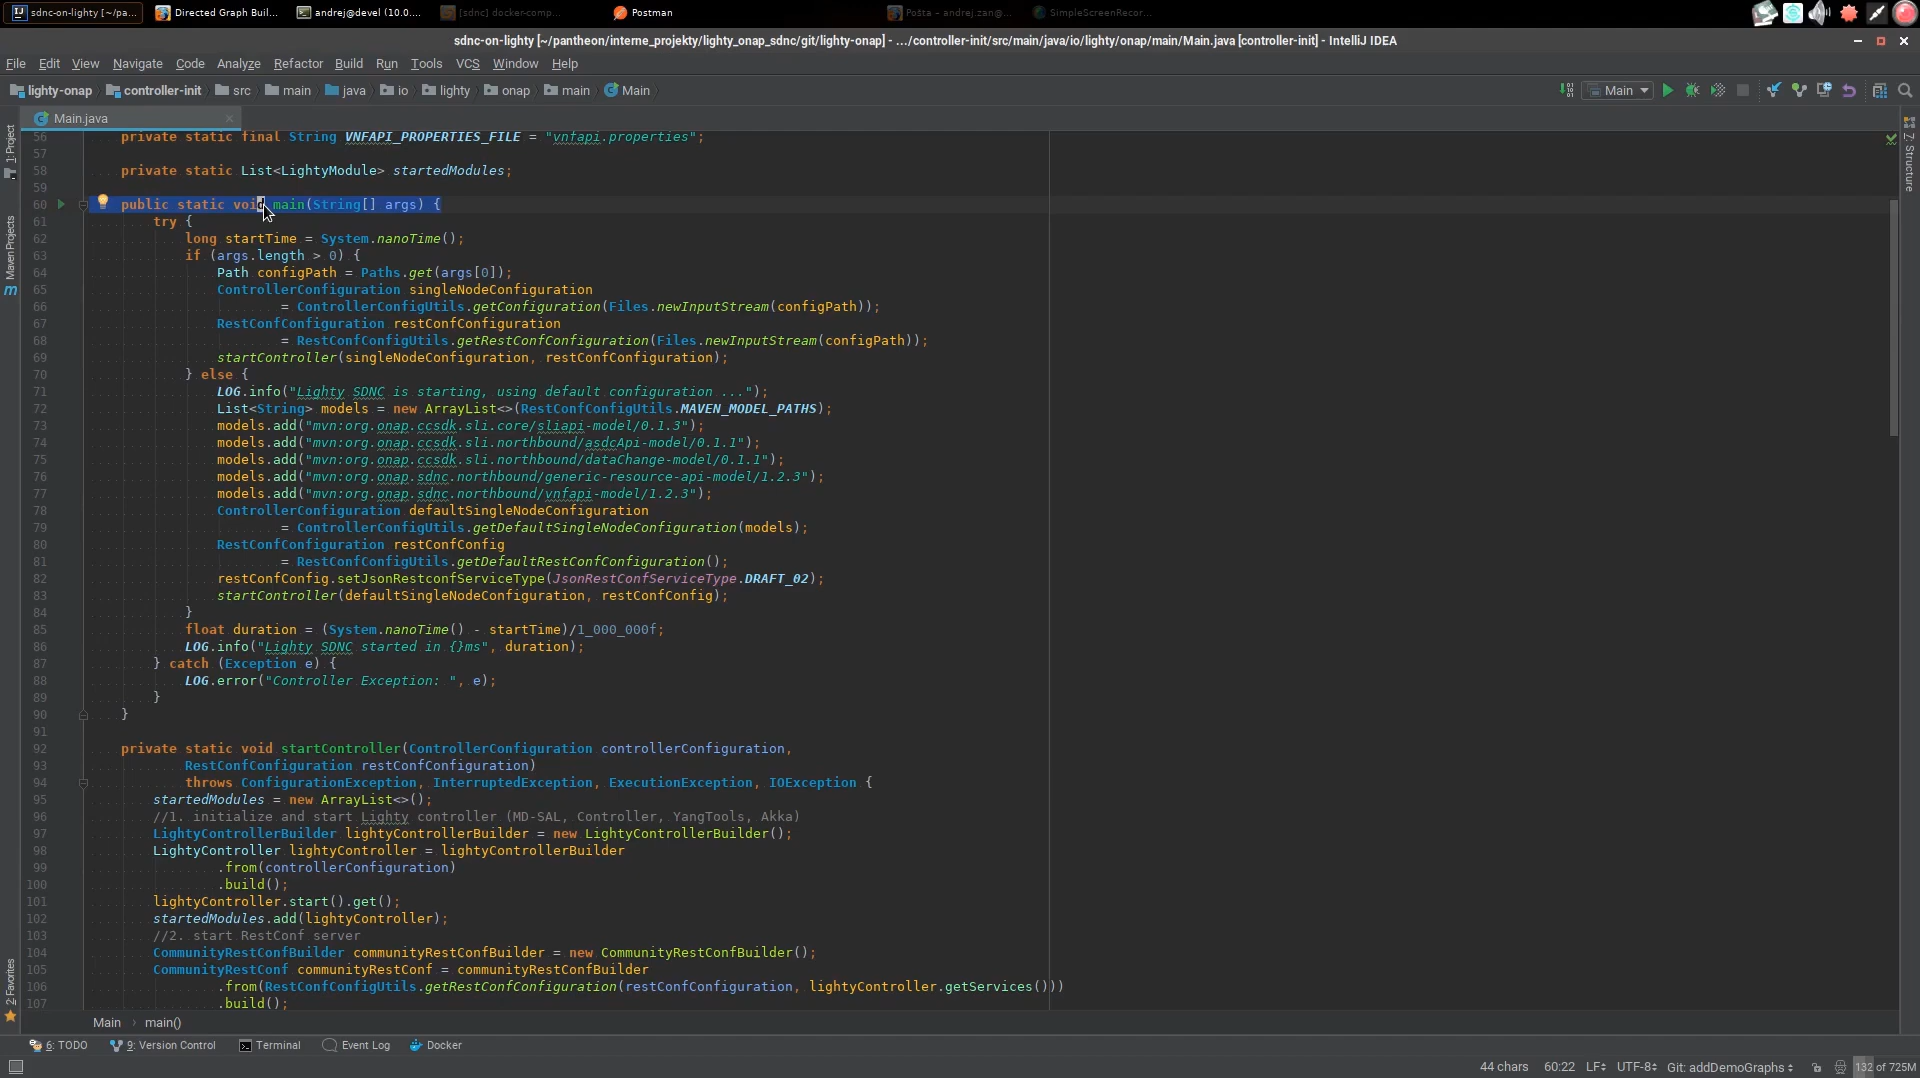 sdnc-on-lighty [~/pa...
Directed Graph Buil...
andrej@devel (10.0....
[sdnc] docker-comp...
Postman
Pošta – andrej.zan@...
SimpleScreenRecor...
sdnc-on-lighty [~/pantheon/interne_projekty/lighty_onap_sdnc/git/lighty-onap] - .../controller-init/src/main/java/io/lighty/onap/main/Main.java [controller-init] - IntelliJ IDEA
File Edit View Navigate Code Analyze Refactor Build Run Tools VCS Window Help
lighty-onap controller-init src main java io lighty onap main Main
Main
Main.java
1: Project
Maven Projects
2: Favorites
7: Structure
56 private static final String VNFAPI_PROPERTIES_FILE = "vnfapi.properties";
57
58 private static List<LightyModule> startedModules;
59
60 public static void main(String[] args) {
61 try {
62 long startTime = System.nanoTime();
63 if (args.length > 0) {
64 Path configPath = Paths.get(args[0]);
65 ControllerConfiguration singleNodeConfiguration
66 = ControllerConfigUtils.getConfiguration(Files.newInputStream(configPath));
67 RestConfConfiguration restConfConfiguration
68 = RestConfConfigUtils.getRestConfConfiguration(Files.newInputStream(configPath));
69 startController(singleNodeConfiguration, restConfConfiguration);
70 } else {
71 LOG.info("Lighty SDNC is starting, using default configuration ...");
72 List<String> models = new ArrayList<>(RestConfConfigUtils.MAVEN_MODEL_PATHS);
73 models.add("mvn:org.onap.ccsdk.sli.core/sliapi-model/0.1.3");
74 models.add("mvn:org.onap.ccsdk.sli.northbound/asdcApi-model/0.1.1");
75 models.add("mvn:org.onap.ccsdk.sli.northbound/dataChange-model/0.1.1");
76 models.add("mvn:org.onap.sdnc.northbound/generic-resource-api-model/1.2.3");
77 models.add("mvn:org.onap.sdnc.northbound/vnfapi-model/1.2.3");
78 ControllerConfiguration defaultSingleNodeConfiguration
79 = ControllerConfigUtils.getDefaultSingleNodeConfiguration(models);
80 RestConfConfiguration restConfConfig
81 = RestConfConfigUtils.getDefaultRestConfConfiguration();
82 restConfConfig.setJsonRestconfServiceType(JsonRestConfServiceType.DRAFT_02);
83 startController(defaultSingleNodeConfiguration, restConfConfig);
84 }
85 float duration = (System.nanoTime() - startTime)/1_000_000f;
86 LOG.info("Lighty SDNC started in {}ms", duration);
87 } catch (Exception e) {
88 LOG.error("Controller Exception: ", e);
89 }
90 }
91
92 private static void startController(ControllerConfiguration controllerConfiguration,
93 RestConfConfiguration restConfConfiguration)
94 throws ConfigurationException, InterruptedException, ExecutionException, IOException {
95 startedModules = new ArrayList<>();
96 //1. initialize and start Lighty controller (MD-SAL, Controller, YangTools, Akka)
97 LightyControllerBuilder lightyControllerBuilder = new LightyControllerBuilder();
98 LightyController lightyController = lightyControllerBuilder
99 .from(controllerConfiguration)
100 .build();
101 lightyController.start().get();
102 startedModules.add(lightyController);
103 //2. start RestConf server
104 CommunityRestConfBuilder communityRestConfBuilder = new CommunityRestConfBuilder();
105 CommunityRestConf communityRestConf = communityRestConfBuilder
106 .from(RestConfConfigUtils.getRestConfConfiguration(restConfConfiguration, lightyController.getServices()))
107 .build();
Main main()
6: TODO 9: Version Control Terminal Event Log Docker
44 chars 60:22 LF UTF-8 Git: addDemoGraphs 132 of 725M